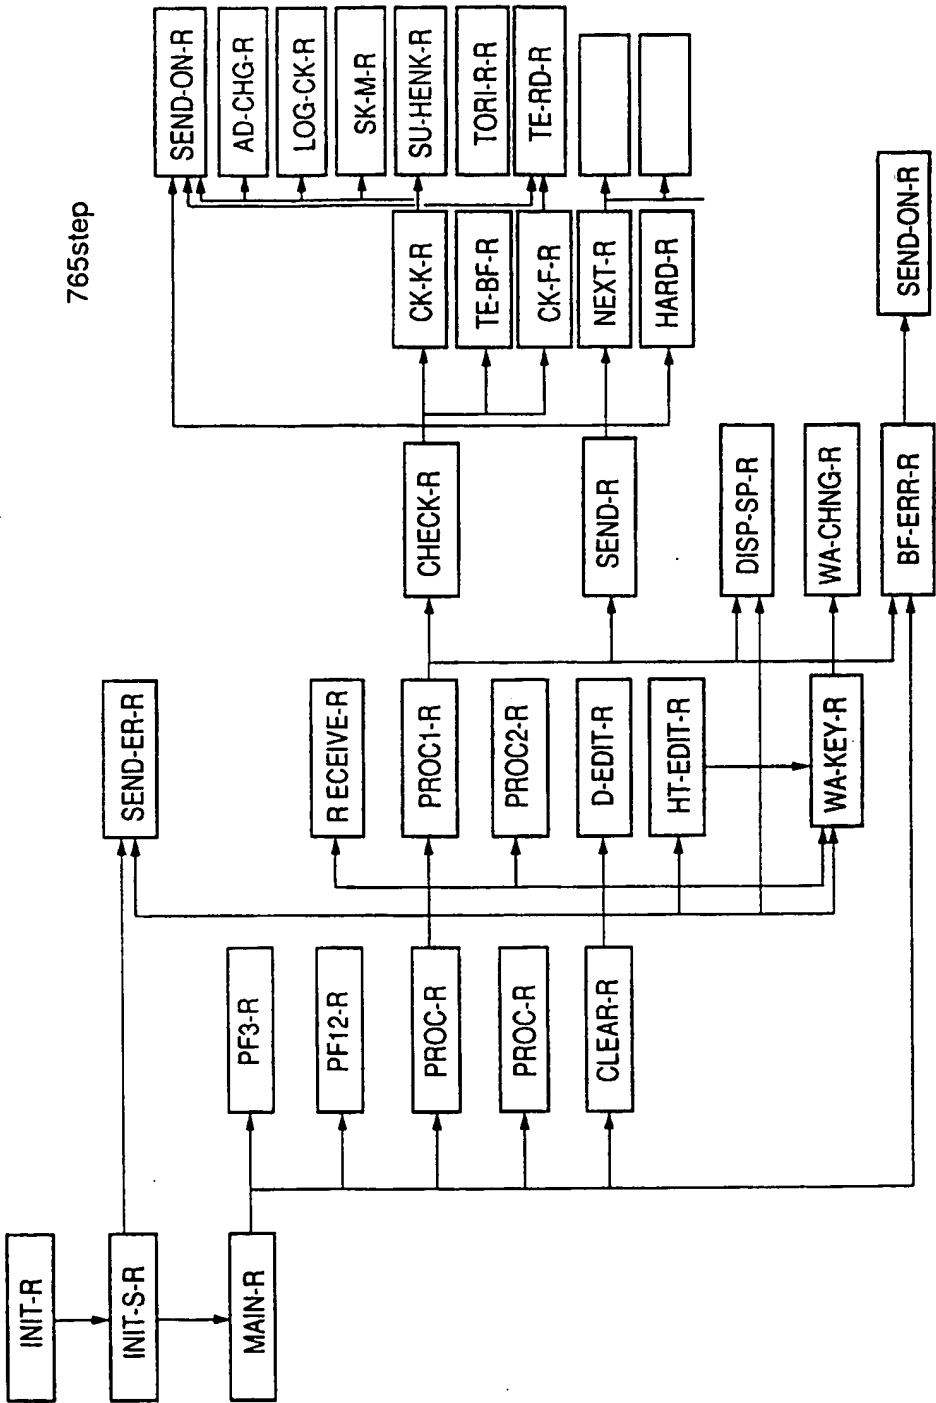 765step
INIT-R
INIT-S-R
MAIN-R
PF3-R
PF12-R
PROC-R
PROC-R
CLEAR-R
SEND-ER-R
RECEIVE-R
PROC1-R
PROC2-R
D-EDIT-R
HT-EDIT-R
WA-KEY-R
CHECK-R
SEND-R
DISP-SP-R
WA-CHNG-R
BF-ERR-R
CK-K-R
TE-BF-R
CK-F-R
NEXT-R
HARD-R
SEND-ON-R
SEND-ON-R
AD-CHG-R
LOG-CK-R
SK-M-R
SU-HENK-R
TORI-R-R
TE-RD-R